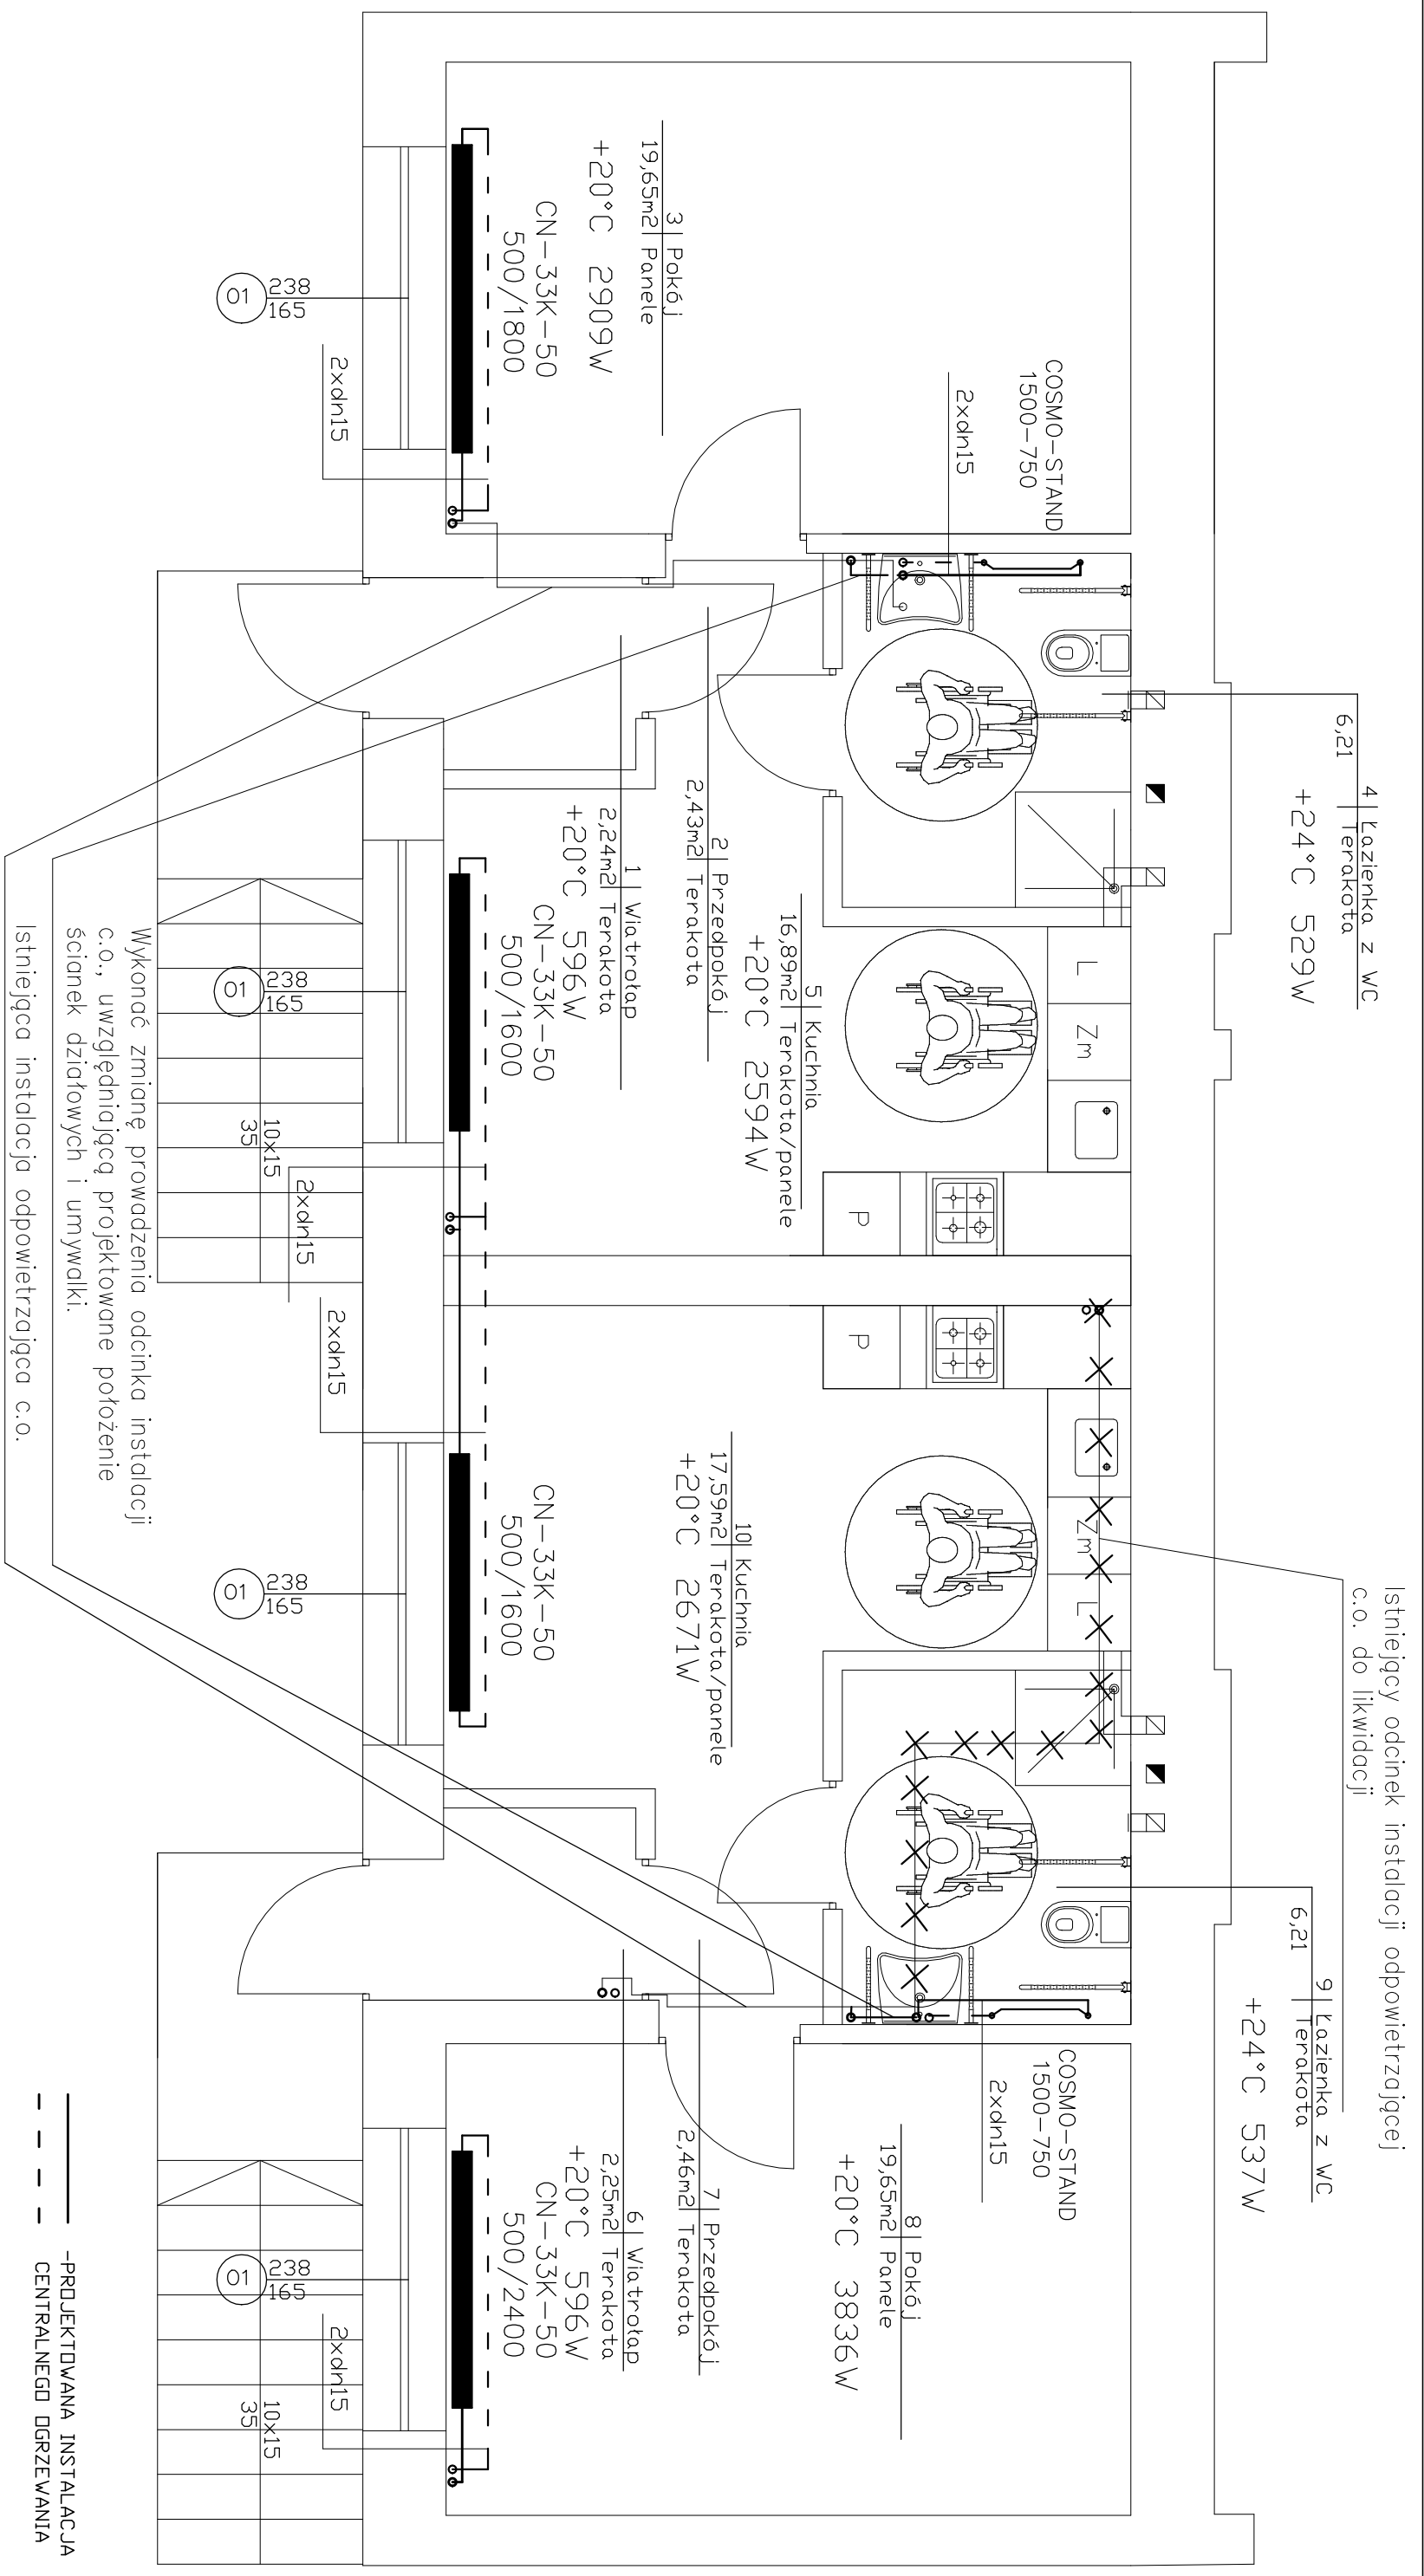 Istniejący odcinek instalacji odpowietrzającej
c.o. do likwidacji
4 | Łazienka z WC
6,21 | Terakota
+24°C 529W
9 | Łazienka z WC
6,21 | Terakota
+24°C 537W
COSMO-STAND
1500-750
2xdn15
COSMO-STAND
1500-750
2xdn15
L
Zm
P
P
Zm
L
3 | Pokój
19,65m2 | Panele
+20°C 2909W
CN-33K-50
500/1800
5 | Kuchnia
16,89m2 | Terakota/panele
+20°C 2594W
2 | Przedpokój
2,43m2 | Terakota
1 | Wiatrołap
2,24m2 | Terakota
+20°C 596W
CN-33K-50
500/1600
10 | Kuchnia
17,59m2 | Terakota/panele
+20°C 2671W
CN-33K-50
500/1600
8 | Pokój
19,65m2 | Panele
+20°C 3836W
7 | Przedpokój
2,46m2 | Terakota
6 | Wiatrołap
2,25m2 | Terakota
+20°C 596W
CN-33K-50
500/2400
2xdn15
2xdn15
2xdn15
2xdn15
O1 238
165
O1 238
165
O1 238
165
O1 238
165
10x15
35
10x15
35
Wykonać zmianę prowadzenia odcinka instalacji
c.o., uwzględniającą projektowane położenie
ścianek działowych i umywalki.
Istniejąca instalacja odpowietrzająca c.o.
-PROJEKTOWANA INSTALACJA
CENTRALNEGO OGRZEWANIA